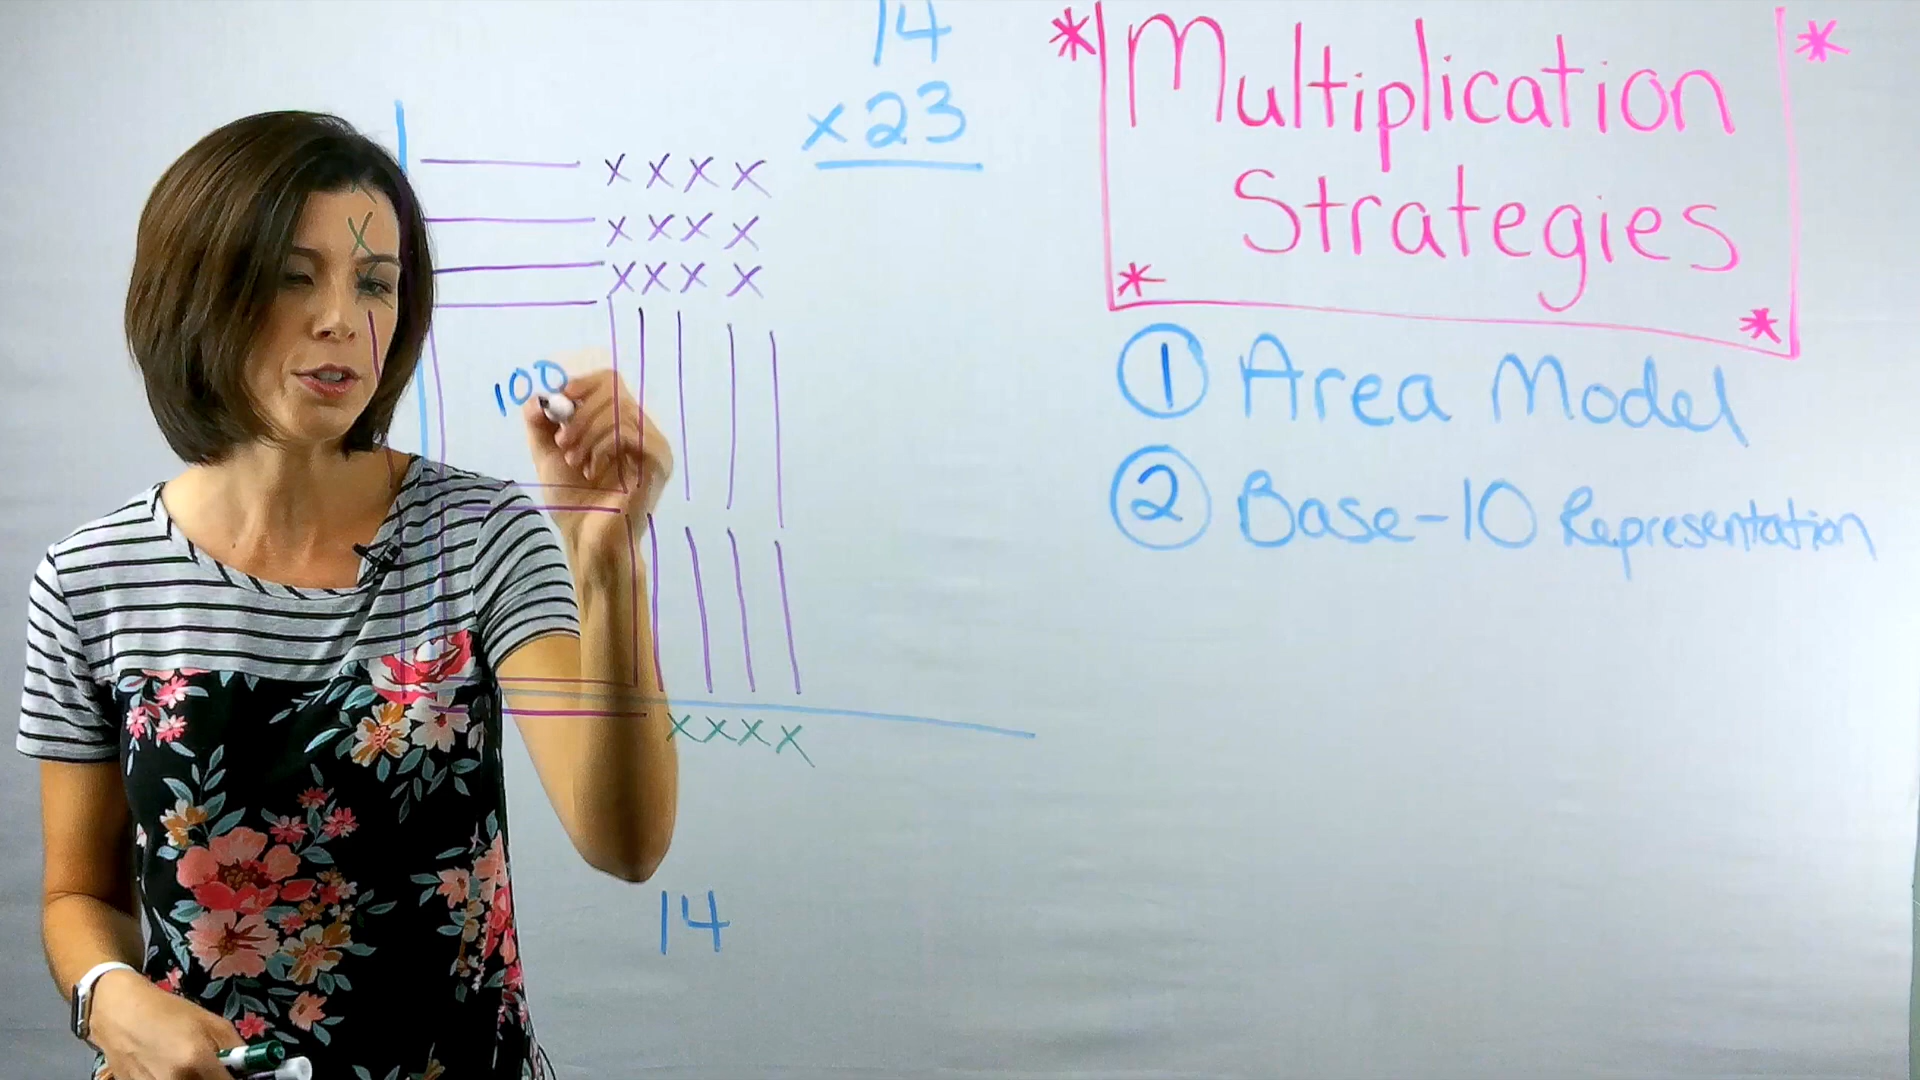 14
×23
* Multiplication *
Strategies
* *
① Area Model
② Base-10 Representation
X X X X
X X X X
X X X X
X
100
X X X X
14